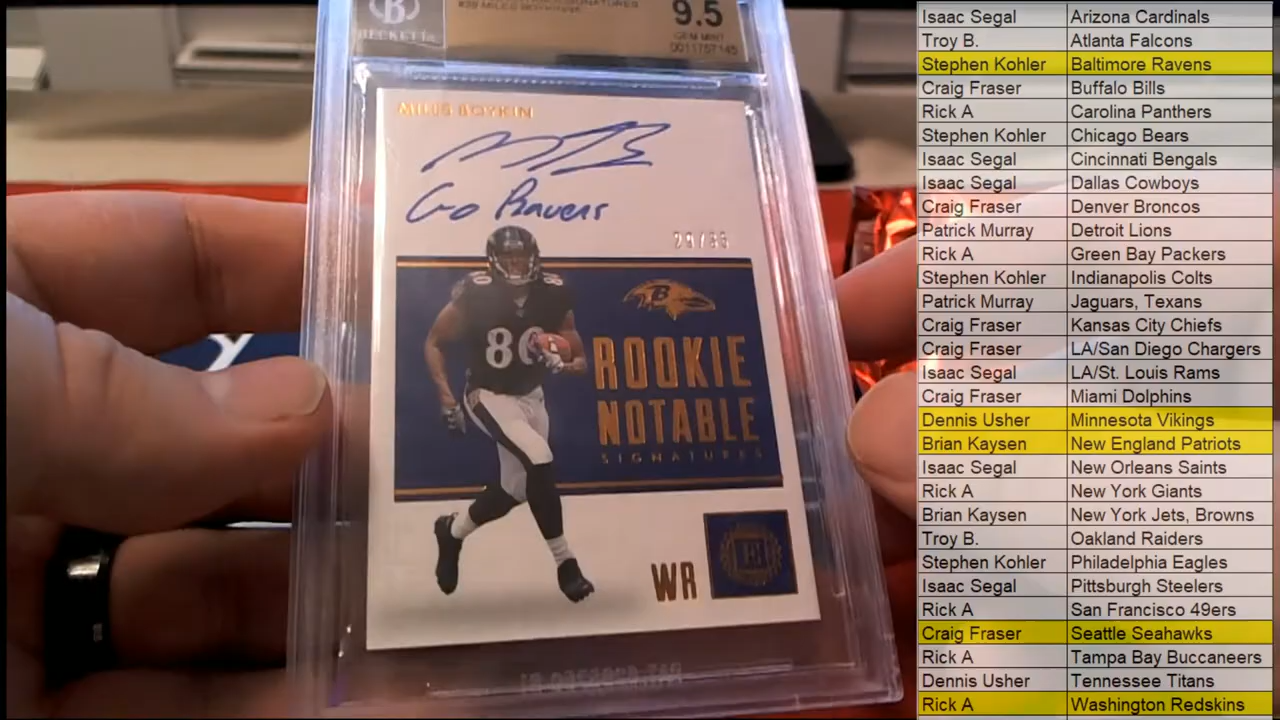 BECKETT
9.5
GEM MINT
0011757145
MILES BOYKIN
Go Ravens
29/99
80
80
B
ROOKIE
NOTABLE
SIGNATURES
WR
E
Isaac Segal Arizona Cardinals
Troy B. Atlanta Falcons
Stephen Kohler Baltimore Ravens
Craig Fraser Buffalo Bills
Rick A Carolina Panthers
Stephen Kohler Chicago Bears
Isaac Segal Cincinnati Bengals
Isaac Segal Dallas Cowboys
Craig Fraser Denver Broncos
Patrick Murray Detroit Lions
Rick A Green Bay Packers
Stephen Kohler Indianapolis Colts
Patrick Murray Jaguars, Texans
Craig Fraser Kansas City Chiefs
Craig Fraser LA/San Diego Chargers
Isaac Segal LA/St. Louis Rams
Craig Fraser Miami Dolphins
Dennis Usher Minnesota Vikings
Brian Kaysen New England Patriots
Isaac Segal New Orleans Saints
Rick A New York Giants
Brian Kaysen New York Jets, Browns
Troy B. Oakland Raiders
Stephen Kohler Philadelphia Eagles
Isaac Segal Pittsburgh Steelers
Rick A San Francisco 49ers
Craig Fraser Seattle Seahawks
Rick A Tampa Bay Buccaneers
Dennis Usher Tennessee Titans
Rick A Washington Redskins